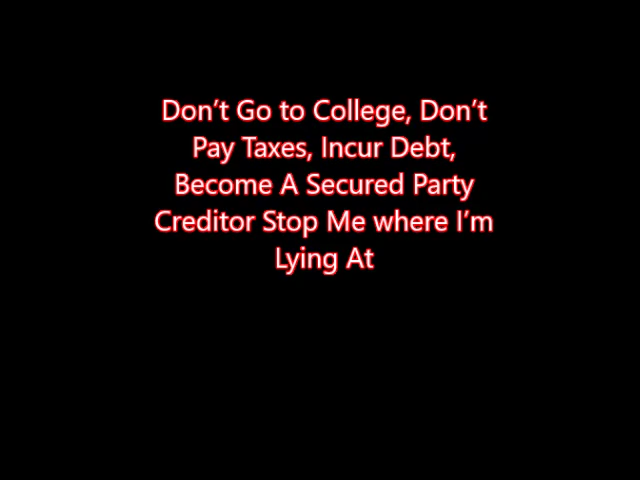 Don’t Go to College, Don’t
Pay Taxes, Incur Debt,
Become A Secured Party
Creditor Stop Me where I’m
Lying At